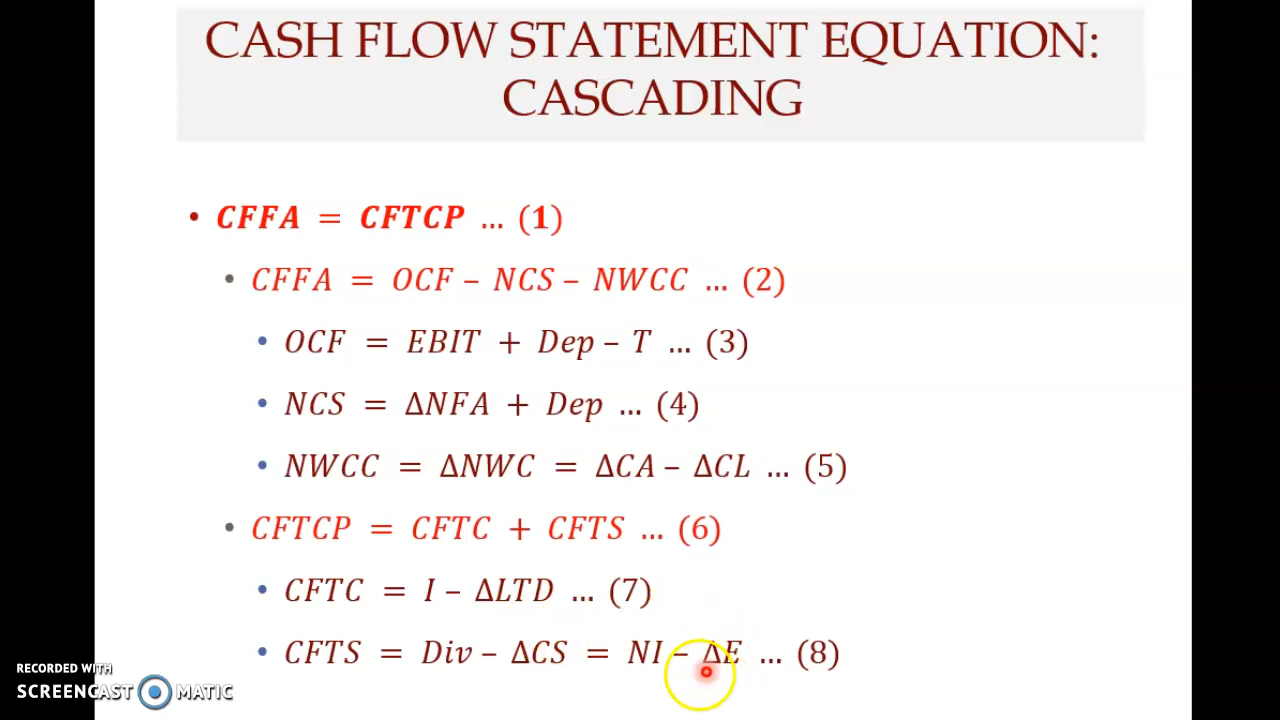 CASH FLOW STATEMENT EQUATION:
CASCADING
• CFFA = CFTCP … (1)
• CFFA = OCF – NCS – NWCC … (2)
• OCF = EBIT + Dep – T … (3)
• NCS = ΔNFA + Dep … (4)
• NWCC = ΔNWC = ΔCA – ΔCL … (5)
• CFTCP = CFTC + CFTS … (6)
• CFTC = I – ΔLTD … (7)
• CFTS = Div – ΔCS = NI – ΔE … (8)
RECORDED WITH
SCREENCAST MATIC